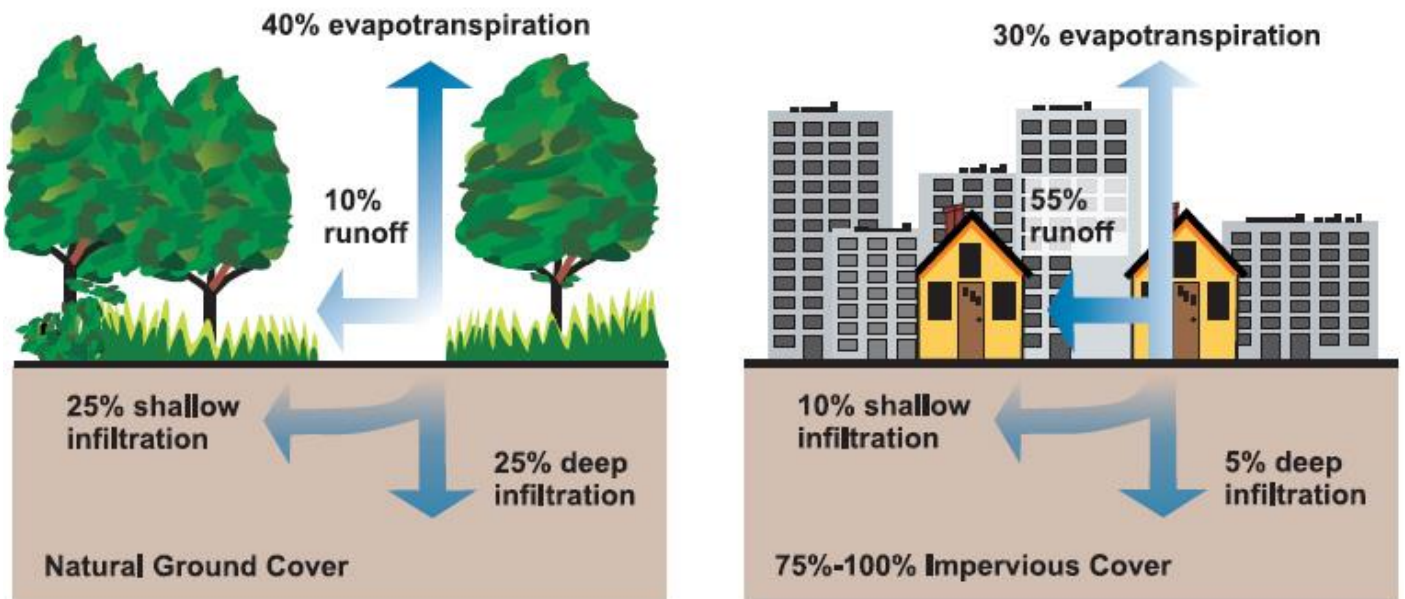 40% evapotranspiration
10%
runoff
25% shallow
infiltration
25% deep
infiltration
Natural Ground Cover
30% evapotranspiration
55%
runoff
10% shallow
infiltration
5% deep
infiltration
75%-100% Impervious Cover